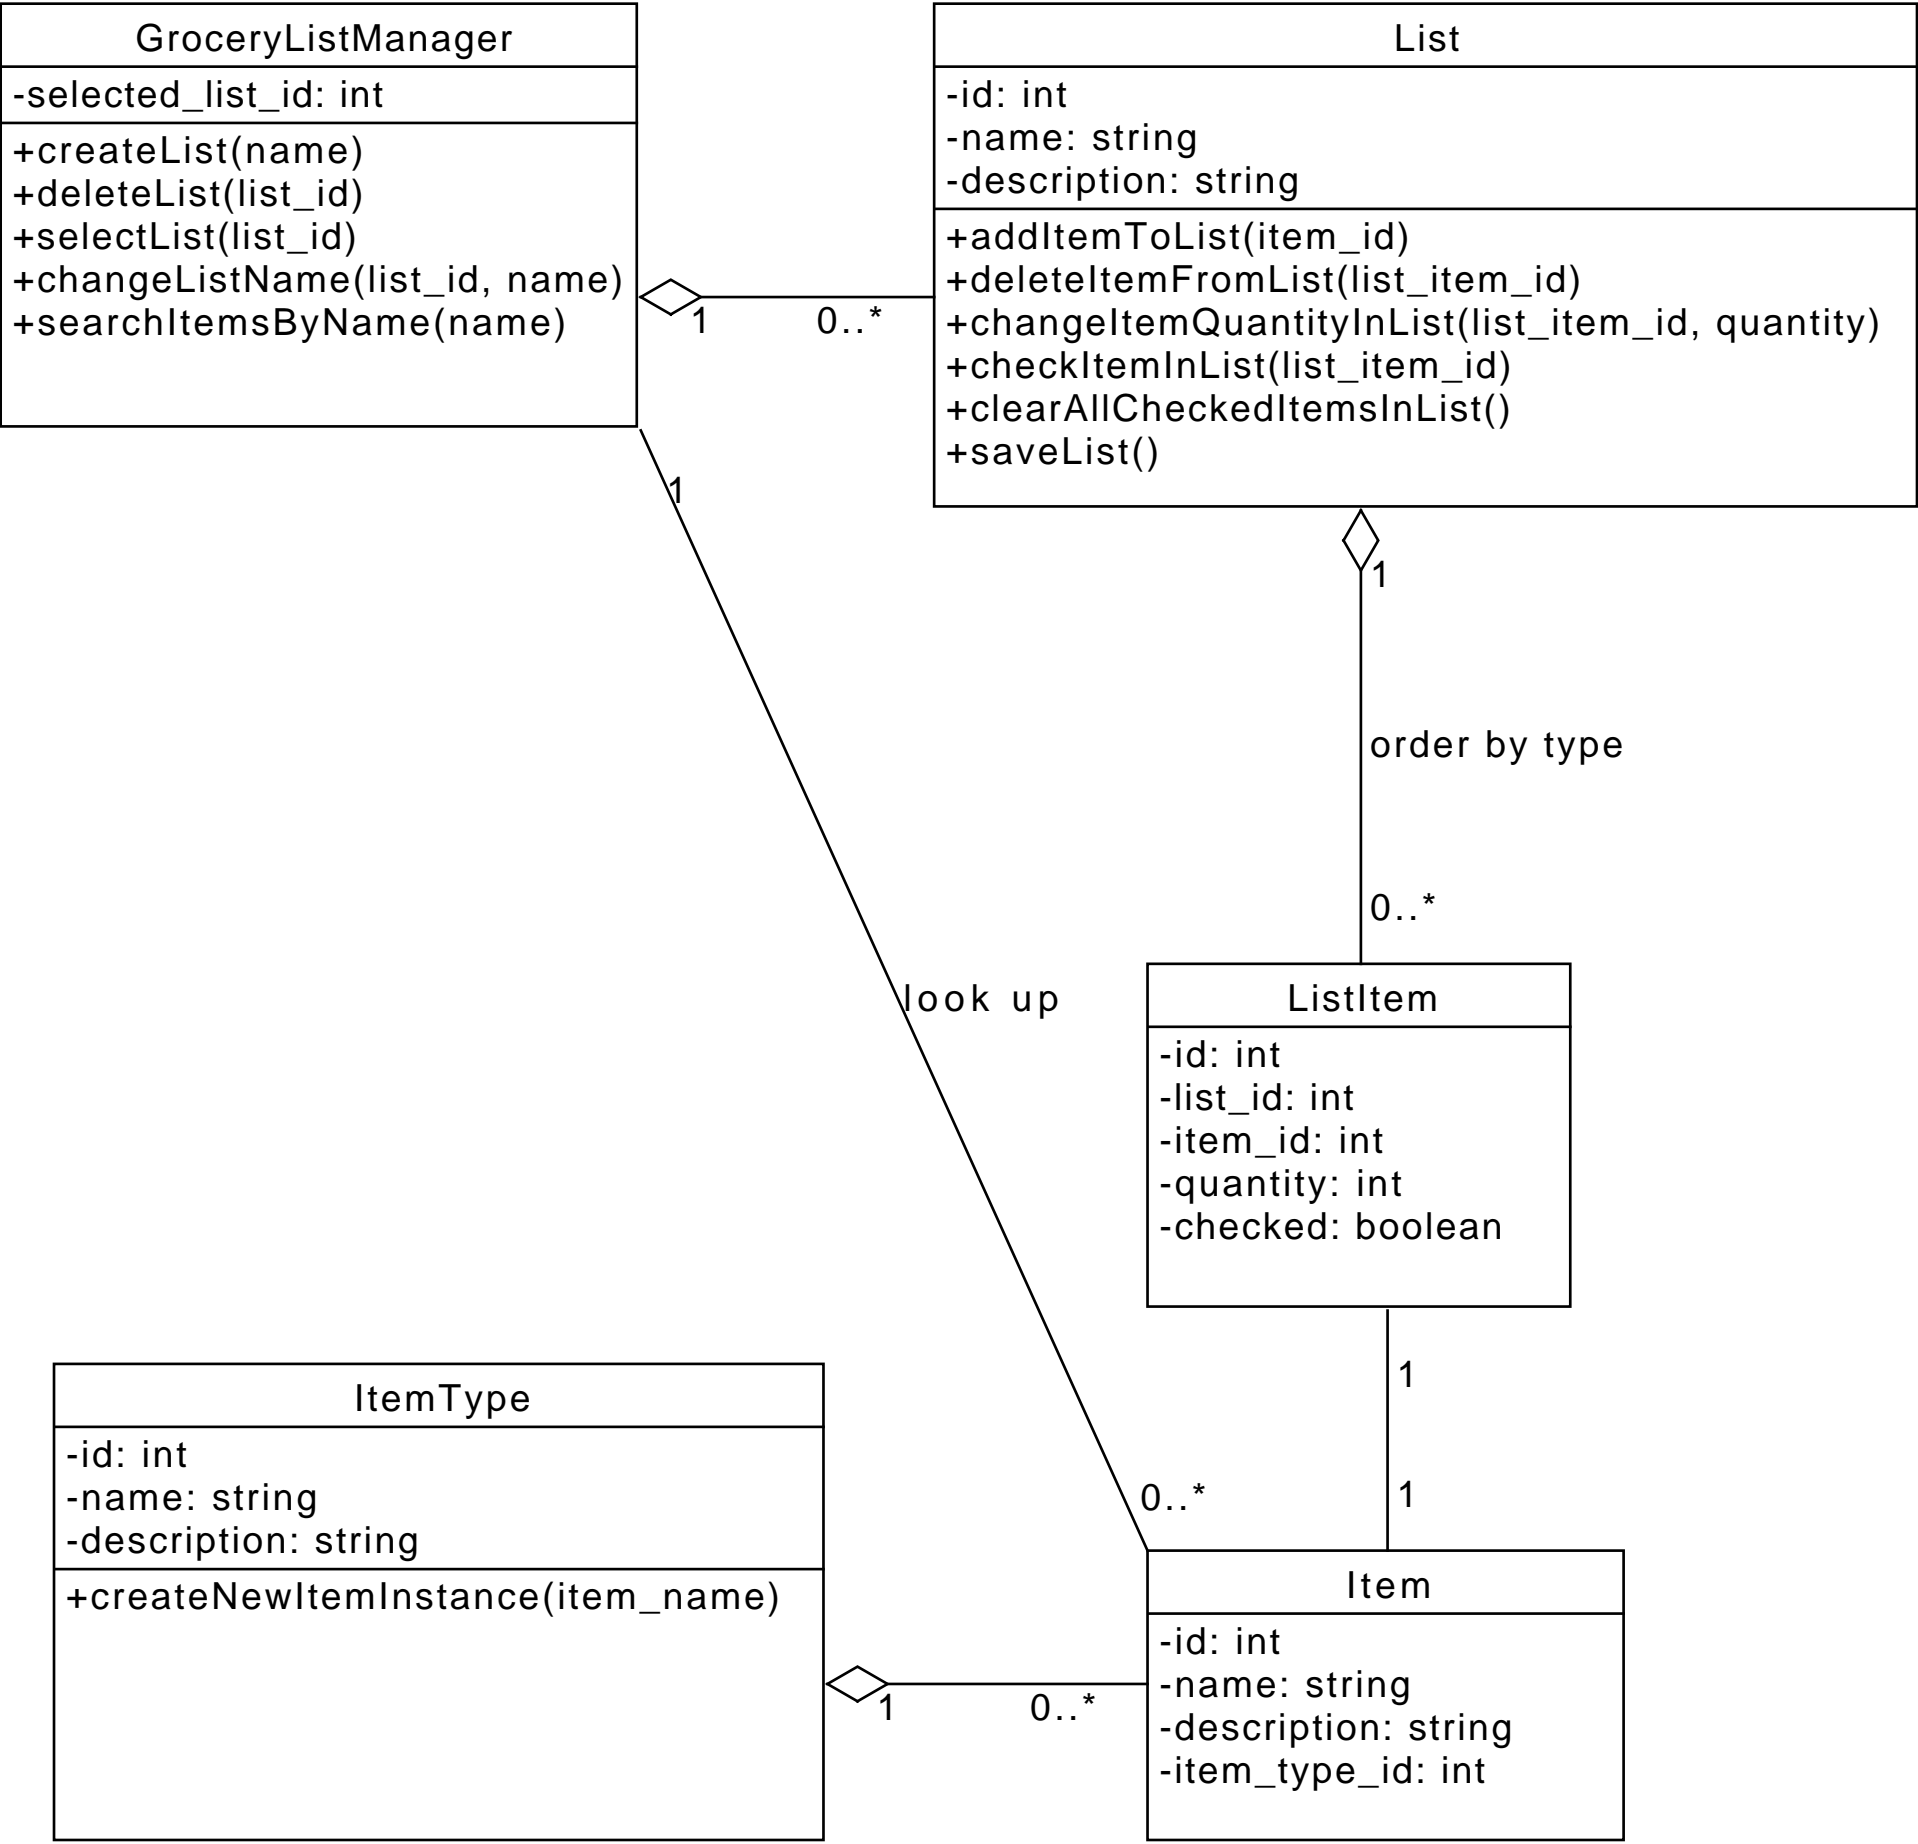 GroceryListManager
-selected_list_id: int
+createList(name)
+deleteList(list_id)
+selectList(list_id)
+changeListName(list_id, name)
+searchItemsByName(name)
1
0..*
List
-id: int
-name: string
-description: string
+addItemToList(item_id)
+deleteItemFromList(list_item_id)
+changeItemQuantityInList(list_item_id, quantity)
+checkItemInList(list_item_id)
+clearAllCheckedItemsInList()
+saveList()
1
1
order by type
0..*
look up
ListItem
-id: int
-list_id: int
-item_id: int
-quantity: int
-checked: boolean
1
1
0..*
ItemType
-id: int
-name: string
-description: string
+createNewItemInstance(item_name)
1
0..*
Item
-id: int
-name: string
-description: string
-item_type_id: int